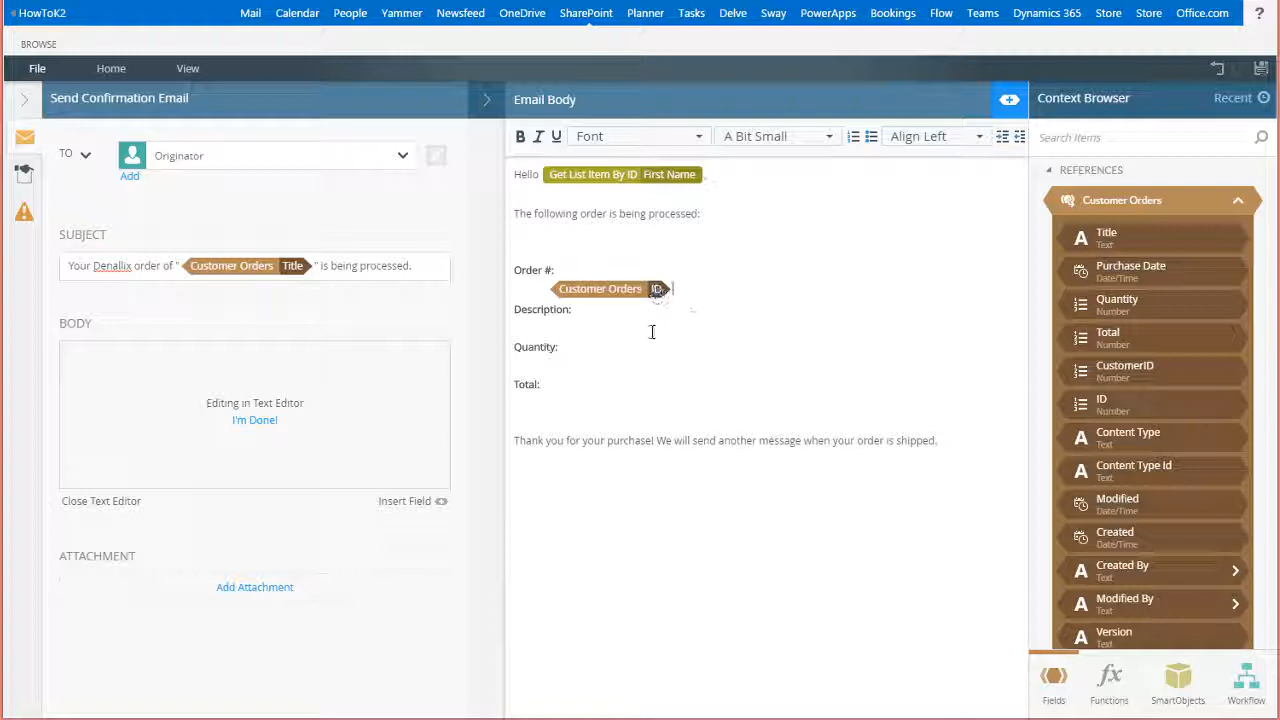 HowToK2 Mail Calendar People Yammer Newsfeed OneDrive SharePoint Planner Tasks Delve Sway PowerApps Bookings Flow Teams Dynamics 365 Store Store Office.com ?
BROWSE
File Home View
Send Confirmation Email
TO Originator
Add
SUBJECT
Your Denallix order of " Customer Orders Title " is being processed.
BODY
Editing in Text Editor
I'm Done!
Close Text Editor Insert Field
ATTACHMENT
Add Attachment
Email Body
B I U Font A Bit Small Align Left
Hello Get List Item By ID First Name ,
The following order is being processed:
Order #:
Customer Orders ID
Description:
Quantity:
Total:
Thank you for your purchase! We will send another message when your order is shipped.
Context Browser Recent
Search Items
REFERENCES
Customer Orders
A Title
Text
Purchase Date
Date/Time
Quantity
Number
Total
Number
CustomerID
Number
ID
Number
A Content Type
Text
A Content Type Id
Text
Modified
Date/Time
Created
Date/Time
A Created By
Text
A Modified By
Text
A Version
Fields Functions SmartObjects Workflow